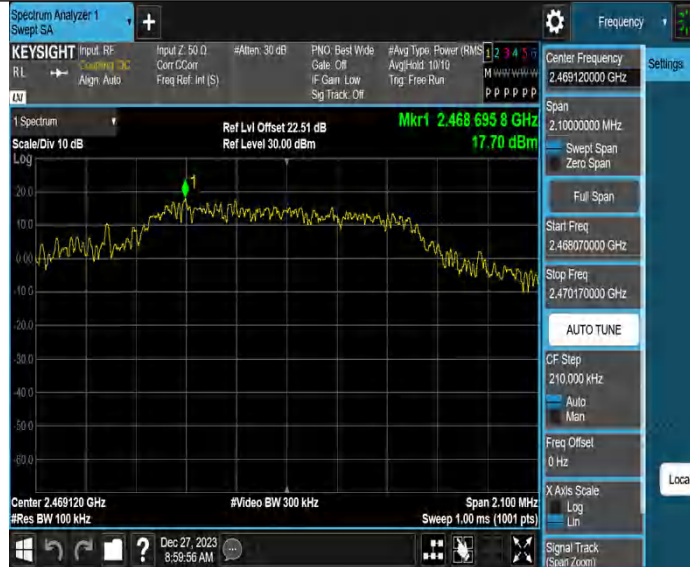 Spectrum Analyzer 1
Swept SA
+
Frequency
KEYSIGHT
RL
Input: RF
Coupling: DC
Align: Auto
Input Z: 50 Ω
Corr CCorr
Freq Ref: Int (S)
#Atten: 30 dB
PNO: Best Wide
Gate: Off
IF Gain: Low
Sig Track: Off
#Avg Type: Power (RMS
Avg|Hold: 10/10
Trig: Free Run
1 2 3 4 5 6
M W W W W W
P P P P P P
LXI
1 Spectrum
Scale/Div 10 dB
Ref Lvl Offset 22.51 dB
Ref Level 30.00 dBm
Mkr1 2.468 695 8 GHz
17.70 dBm
Log
1
20.0
10.0
0.00
-10.0
-20.0
-30.0
-40.0
-50.0
-60.0
Center 2.469120 GHz
#Res BW 100 kHz
#Video BW 300 kHz
Span 2.100 MHz
Sweep 1.00 ms (1001 pts)
?
Dec 27, 2023
8:59:56 AM
Center Frequency
2.469120000 GHz
Span
2.10000000 MHz
Swept Span
Zero Span
Full Span
Start Freq
2.468070000 GHz
Stop Freq
2.470170000 GHz
AUTO TUNE
CF Step
210.000 kHz
Auto
Man
Freq Offset
0 Hz
X Axis Scale
Log
Lin
Signal Track
(Span Zoom)
Settings
Loca